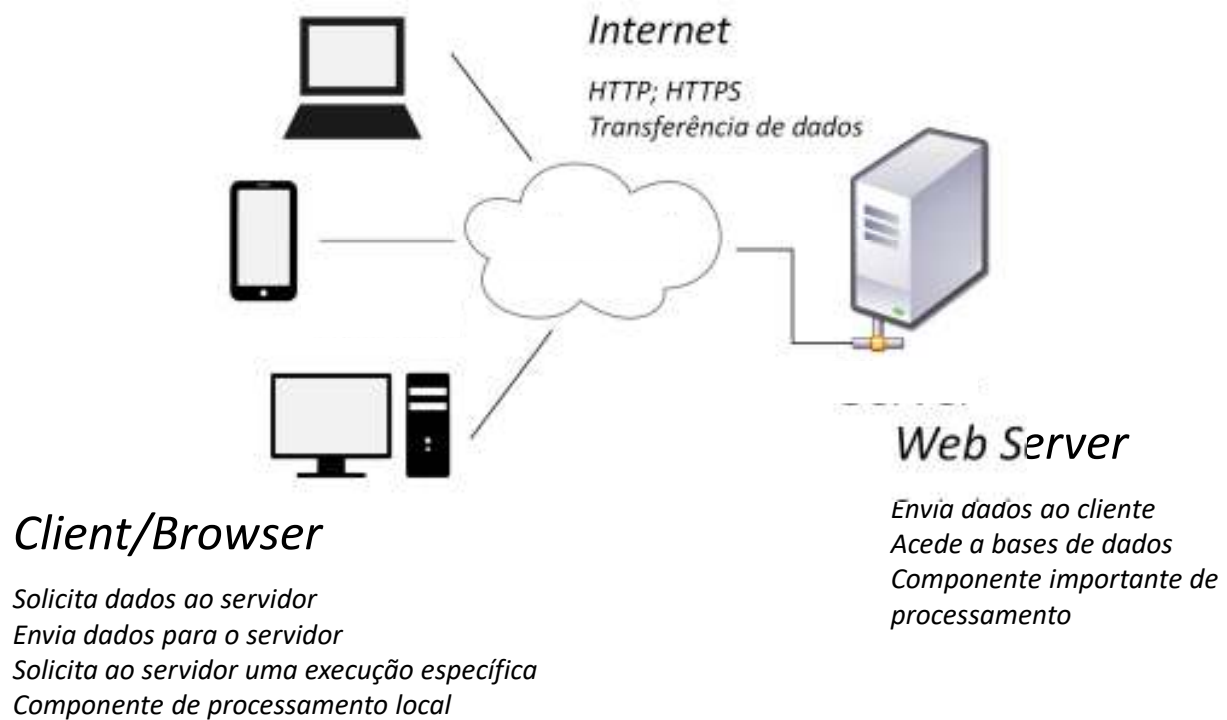 Internet
HTTP; HTTPS
Transferência de dados
Web Server
Envia dados ao cliente
Acede a bases de dados
Componente importante de
processamento
Client/Browser
Solicita dados ao servidor
Envia dados para o servidor
Solicita ao servidor uma execução específica
Componente de processamento local